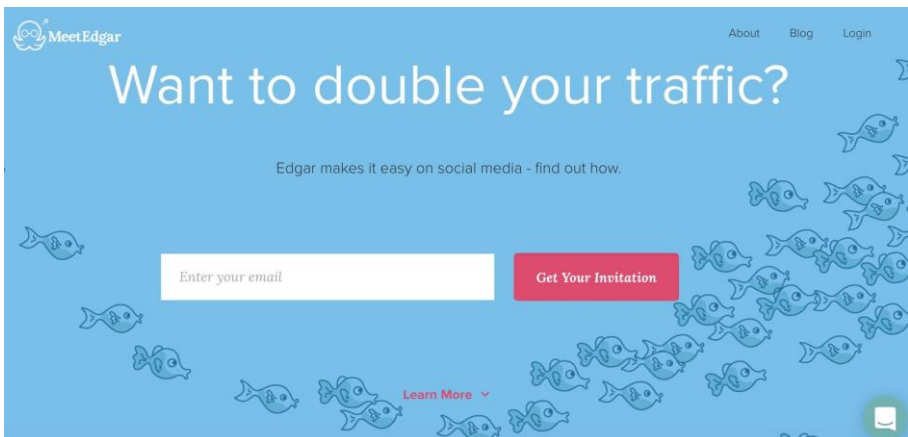 MeetEdgar
About Blog Login
Want to double your traffic?
Edgar makes it easy on social media - find out how.
Enter your email
Get Your Invitation
Learn More